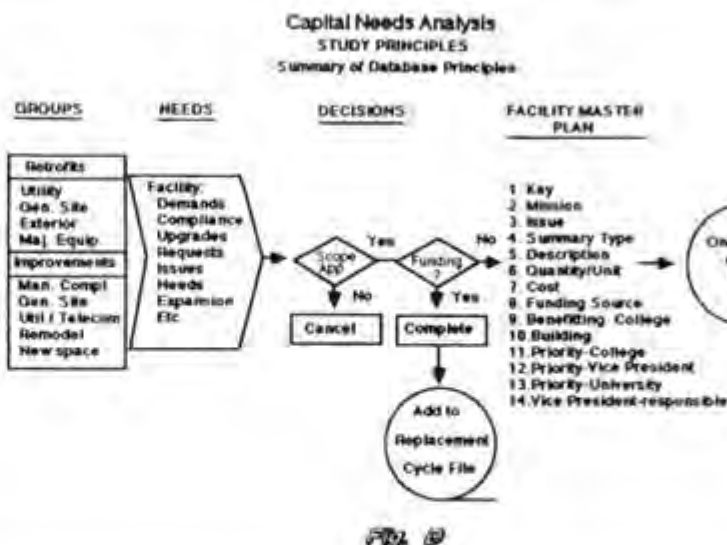 Capital Needs Analysis
STUDY PRINCIPLES
Summary of Database Principles
GROUPS
NEEDS
DECISIONS
FACILITY MASTER
PLAN
Retrofits
Utility
Gen. Site
Exterior
Maj. Equip
Improvements
Man. Compl
Gen. Site
Util / Telecom
Remodel
New space
Facility:
Demands
Compliance
Upgrades
Requests
Issues
Needs
Expansion
Etc
Scope
App
Yes
Funding
?
No
No
Yes
Cancel
Complete
Add to
Replacement
Cycle File
1. Key
2. Mission
3. Issue
4. Summary Type
5. Description
6. Quantity/Unit
7. Cost
8. Funding Source
9. Benefitting College
10. Building
11. Priority-College
12. Priority-Vice President
13. Priority-University
14. Vice President-responsible
Fig.